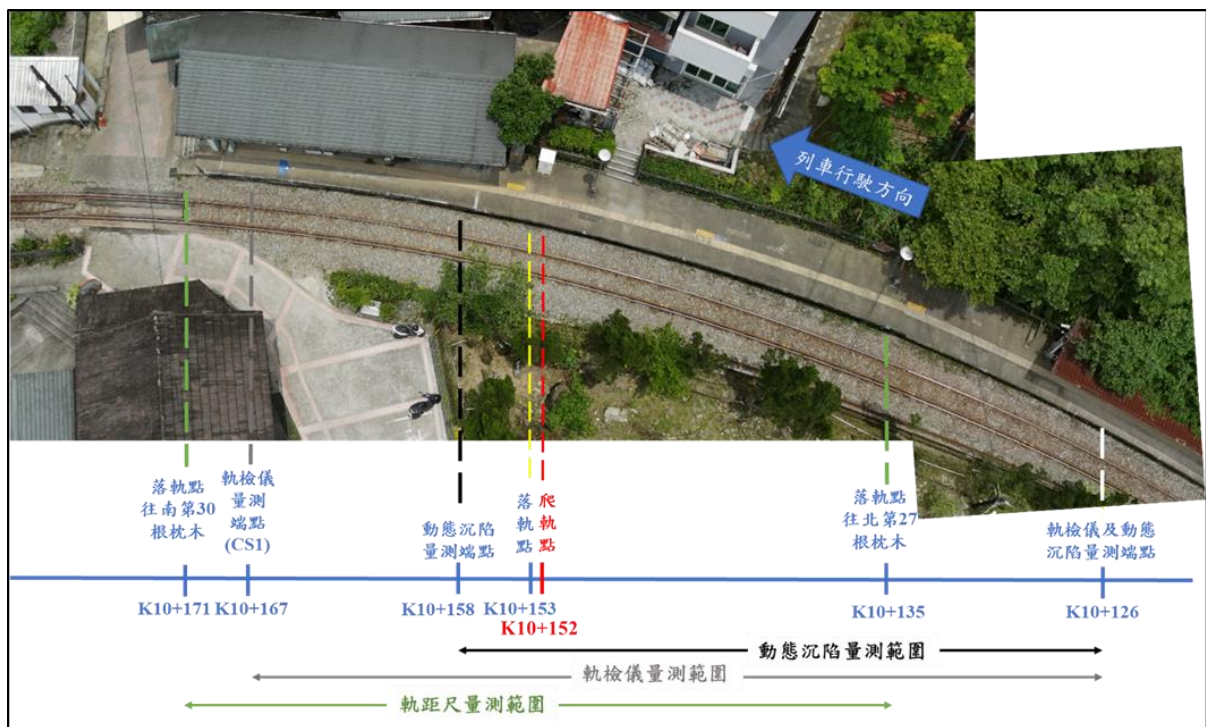 列車行駛方向
落軌點
往南第30
根枕木
軌檢儀
量測
端點
(CS1)
動態沉陷
量測端點
落軌點
爬軌點
落軌點
往北第27
根枕木
軌檢儀及動態
沉陷量測端點
K10+171
K10+167
K10+158
K10+153
K10+152
K10+135
K10+126
動態沉陷量測範圍
軌檢儀量測範圍
軌距尺量測範圍